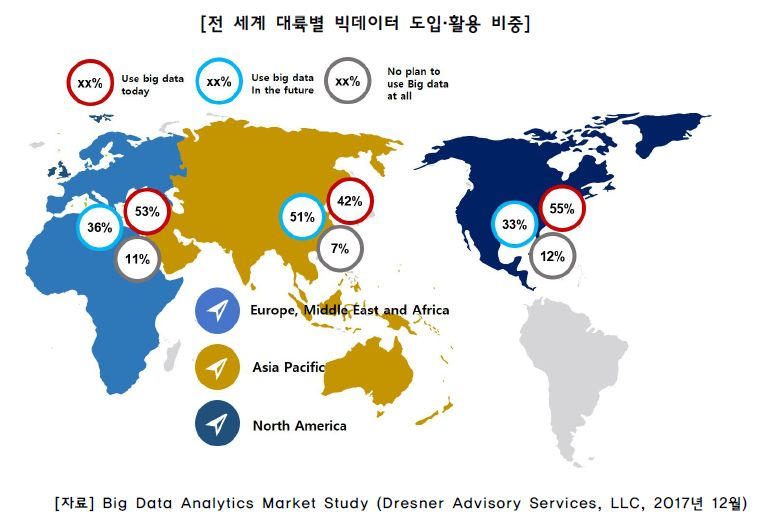 [전 세계 대륙별 빅데이터 도입·활용 비중]
xx%
Use big data
today
xx%
Use big data
In the future
xx%
No plan to
use Big data
at all
36%
53%
11%
51%
42%
7%
33%
55%
12%
Europe, Middle East and Africa
Asia Pacific
North America
[자료] Big Data Analytics Market Study (Dresner Advisory Services, LLC, 2017년 12월)